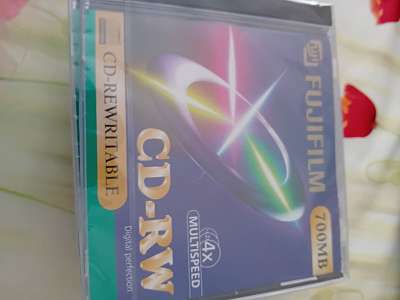 FUJIFILM
700MB
4x
MULTISPEED
CD-RW
Digital perfection
CD-REWRITABLE